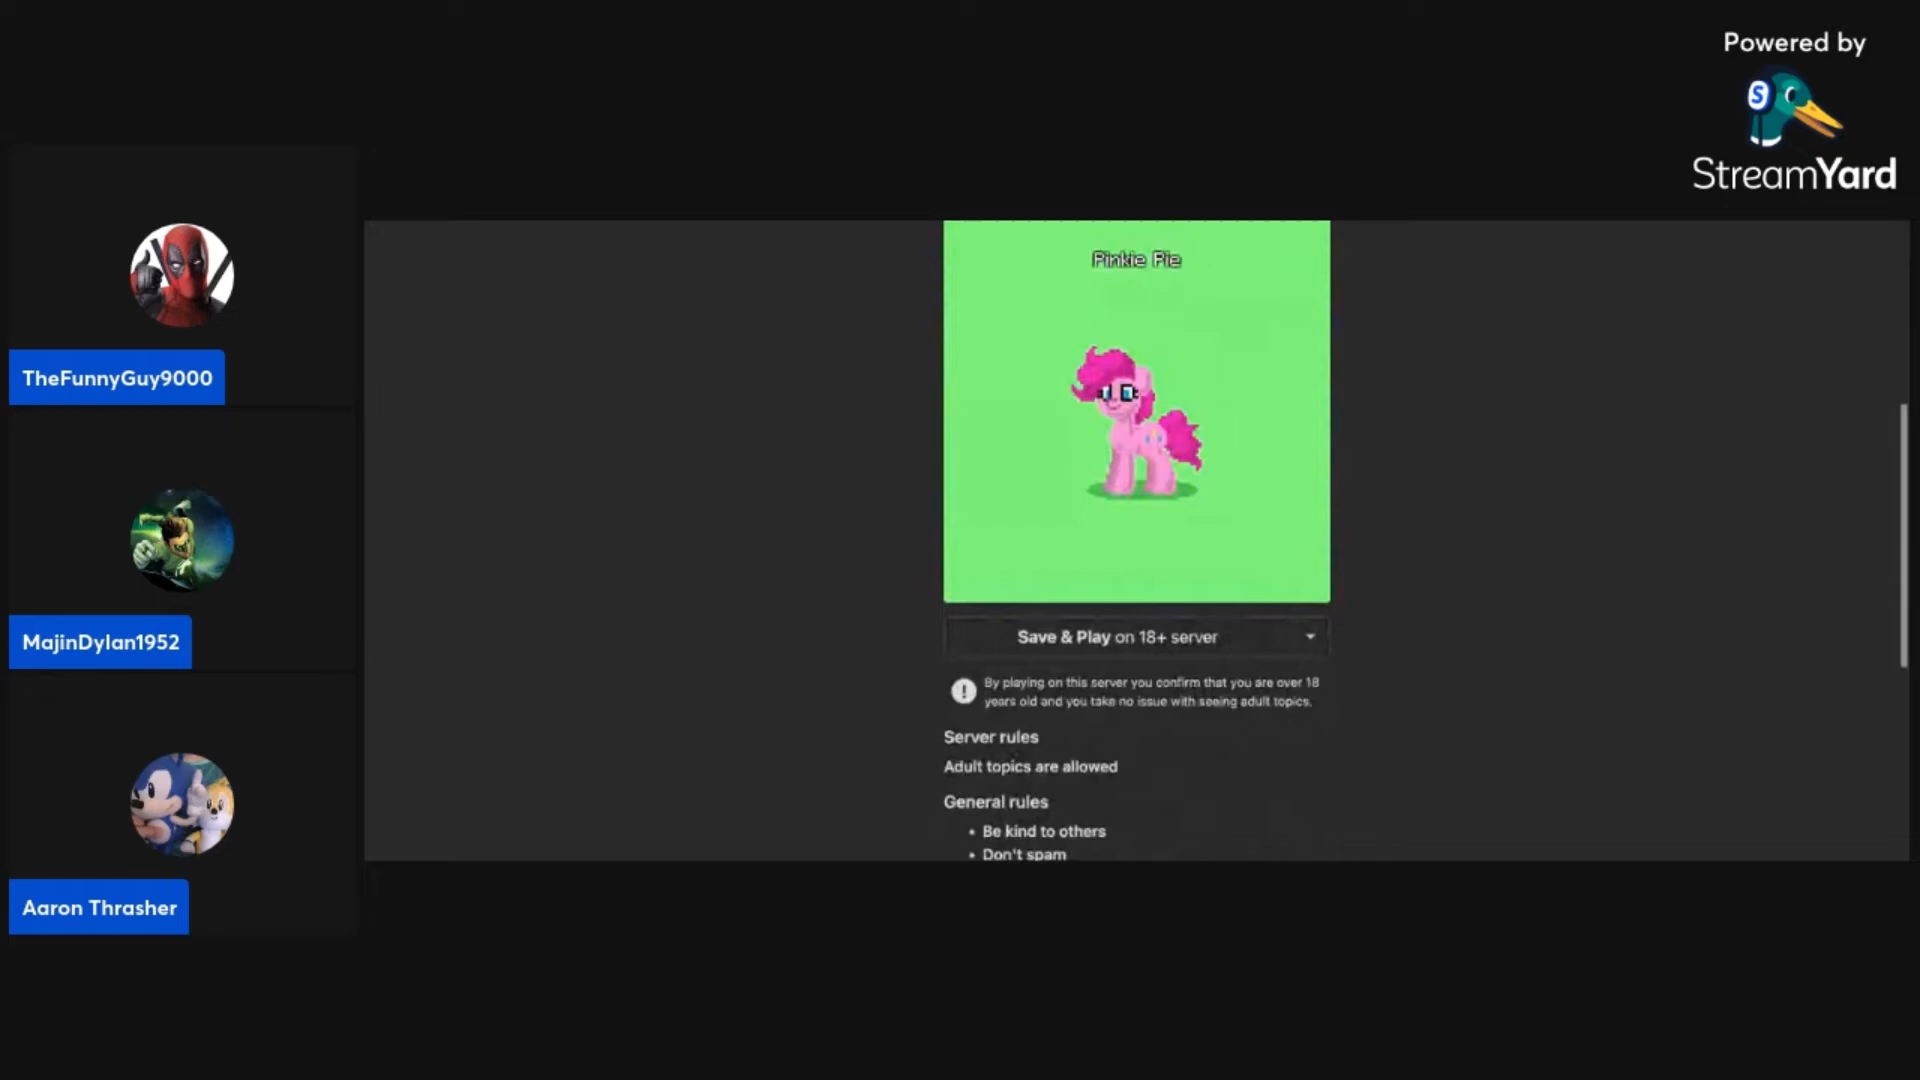 Powered by
S
StreamYard
TheFunnyGuy9000
MajinDylan1952
Aaron Thrasher
Pinkie Pie
Save & Play on 18+ server
!
By playing on this server you confirm that you are over 18
years old and you take no issue with seeing adult topics.
Server rules
Adult topics are allowed
General rules
• Be kind to others
• Don't spam